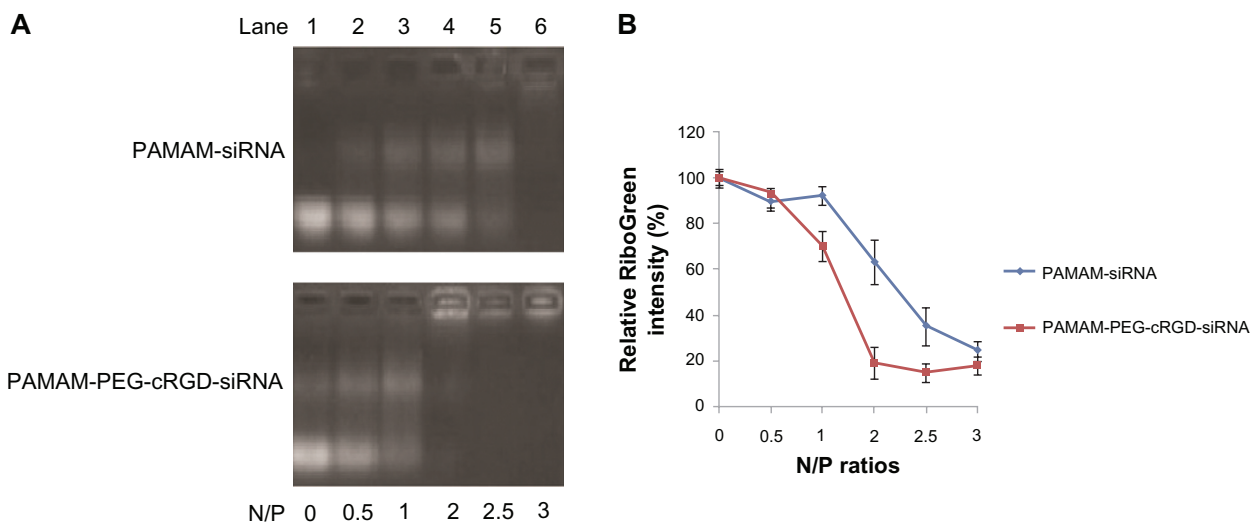 A
Lane 1 2 3 4 5 6
PAMAM-siRNA
PAMAM-PEG-cRGD-siRNA
N/P 0 0.5 1 2 2.5 3
B
Relative RiboGreen
intensity (%)
120
100
80
60
40
20
0
0 0.5 1 2 2.5 3
N/P ratios
PAMAM-siRNA
PAMAM-PEG-cRGD-siRNA